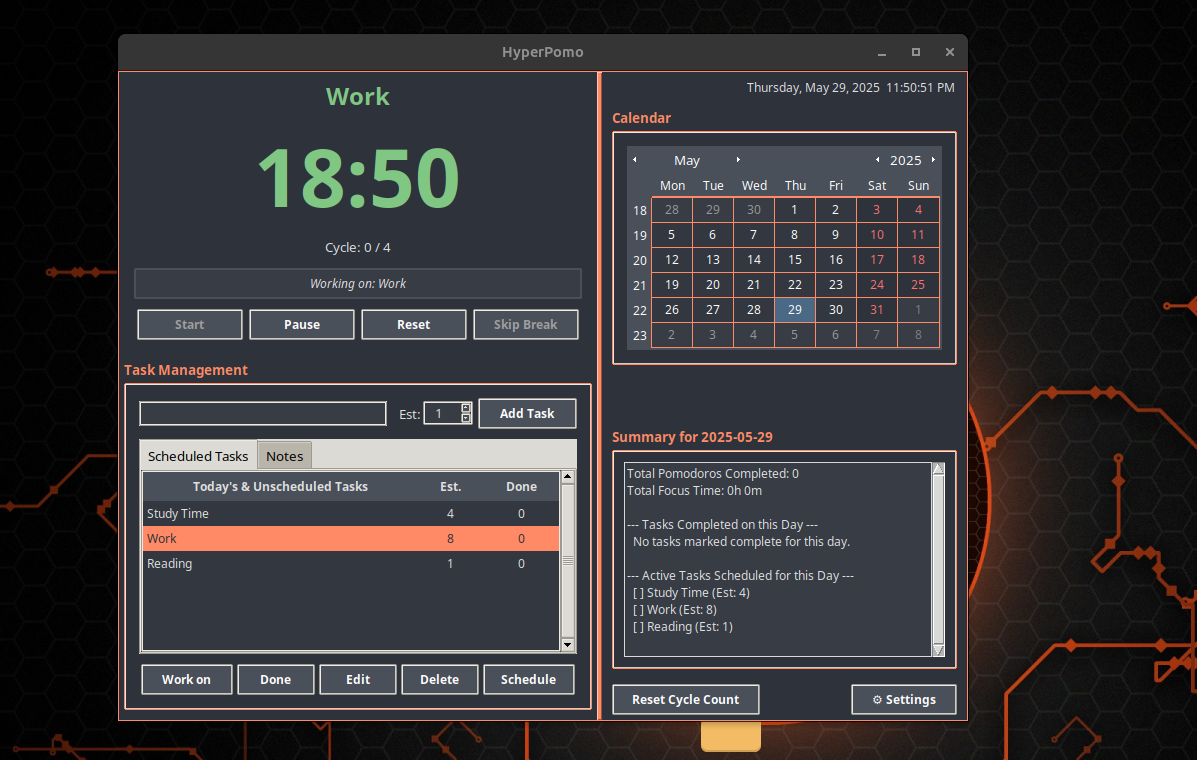 HyperPomo
Work
18:50
Cycle: 0 / 4
Working on: Work
Start Pause Reset Skip Break
Task Management
Est: 1 Add Task
Scheduled Tasks Notes
Today's & Unscheduled Tasks Est. Done
Study Time 4 0
Work 8 0
Reading 1 0
Work on Done Edit Delete Schedule
Thursday, May 29, 2025 11:50:51 PM
Calendar
May 2025
Mon Tue Wed Thu Fri Sat Sun
18 28 29 30 1 2 3 4
19 5 6 7 8 9 10 11
20 12 13 14 15 16 17 18
21 19 20 21 22 23 24 25
22 26 27 28 29 30 31 1
23 2 3 4 5 6 7 8
Summary for 2025-05-29
Total Pomodoros Completed: 0
Total Focus Time: 0h 0m
--- Tasks Completed on this Day ---
No tasks marked complete for this day.
--- Active Tasks Scheduled for this Day ---
[ ] Study Time (Est: 4)
[ ] Work (Est: 8)
[ ] Reading (Est: 1)
Reset Cycle Count ⚙ Settings